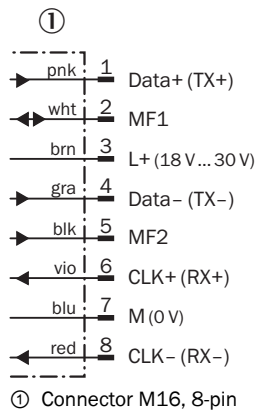 ①
pnk 1 Data+ (TX+)
wht 2 MF1
brn 3 L+ (18 V ... 30 V)
gra 4 Data– (TX–)
blk 5 MF2
vio 6 CLK+ (RX+)
blu 7 M (0 V)
red 8 CLK– (RX–)
① Connector M16, 8-pin